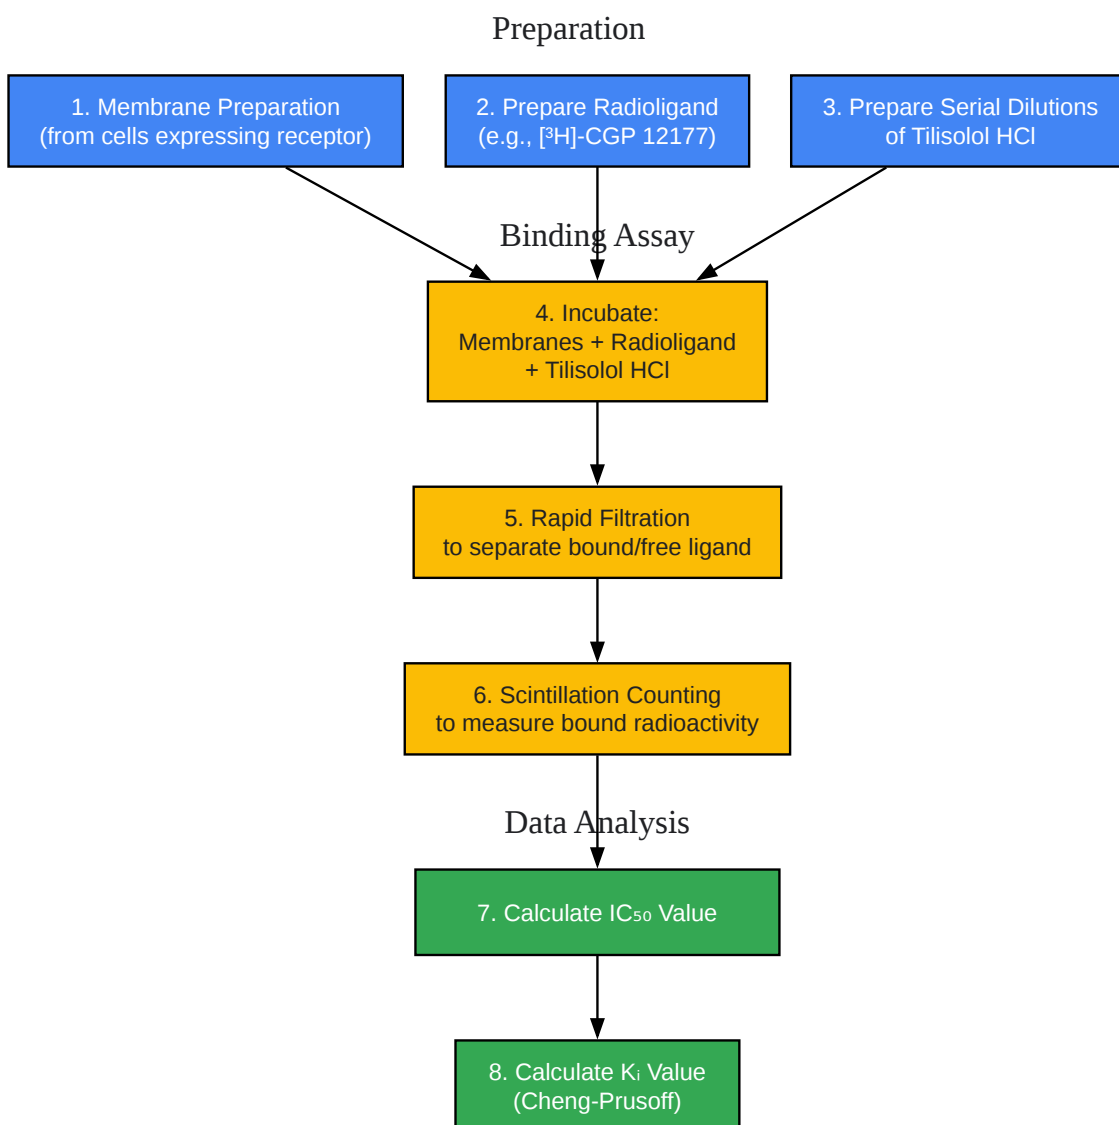 Preparation
1. Membrane Preparation
(from cells expressing receptor)
2. Prepare Radioligand
(e.g., [³H]-CGP 12177)
3. Prepare Serial Dilutions
of Tilisolol HCl
Binding Assay
4. Incubate:
Membranes + Radioligand
+ Tilisolol HCl
5. Rapid Filtration
to separate bound/free ligand
6. Scintillation Counting
to measure bound radioactivity
Data Analysis
7. Calculate IC₅₀ Value
8. Calculate Kᵢ Value
(Cheng-Prusoff)